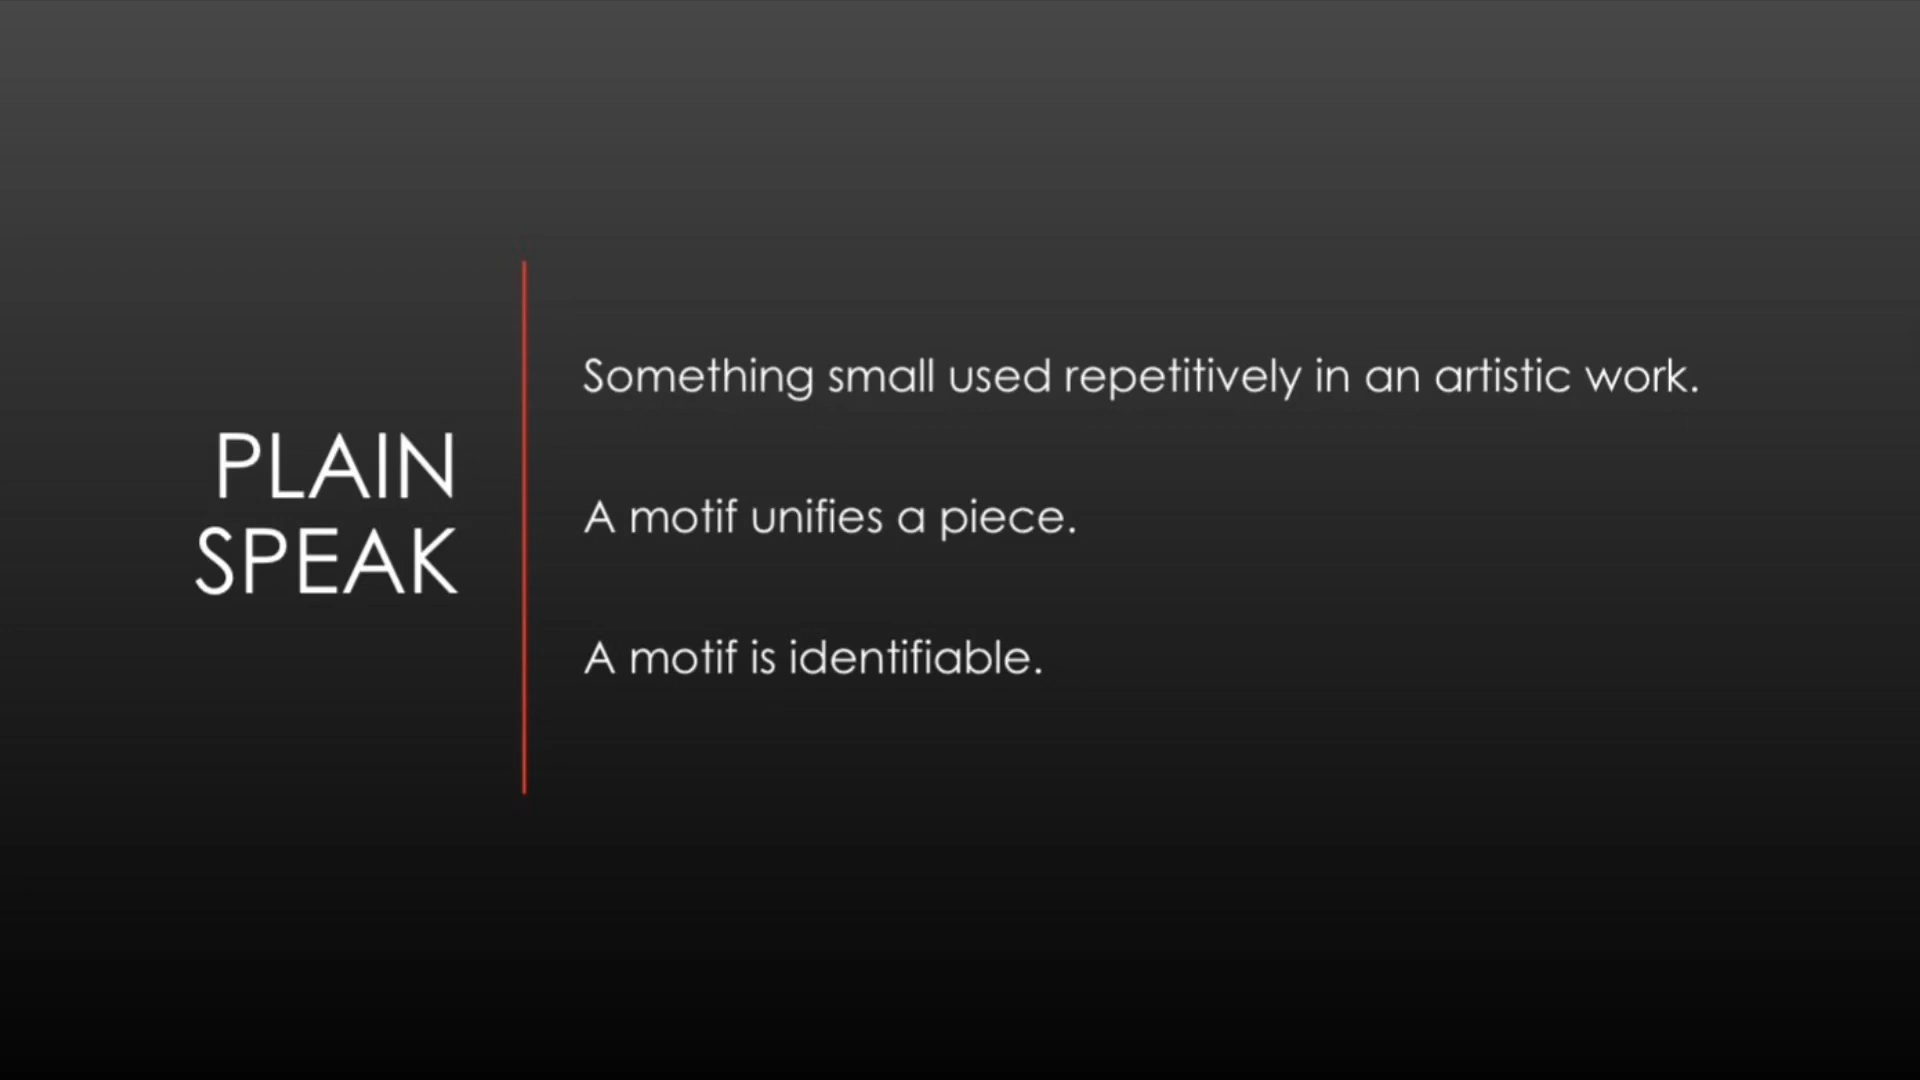 PLAIN
SPEAK
Something small used repetitively in an artistic work.
A motif unifies a piece.
A motif is identifiable.